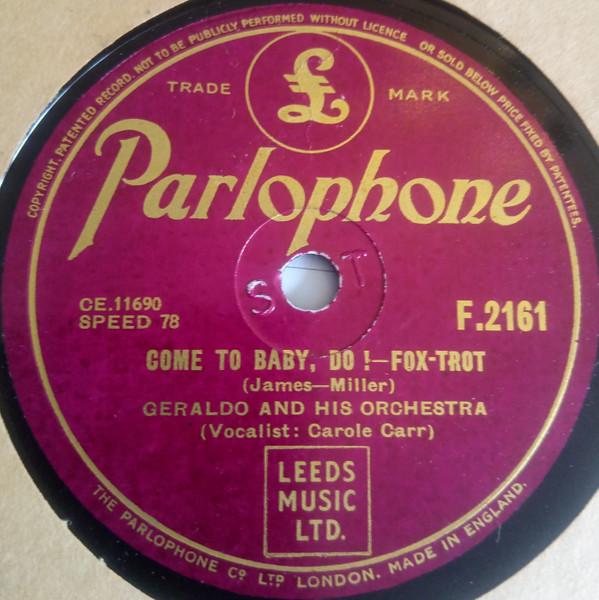 COPYRIGHT. PATENTED RECORD. NOT TO BE PUBLICLY PERFORMED WITHOUT LICENCE OR SOLD BELOW PRICE FIXED BY PATENTEES.
TRADE £ MARK
Parlophone
S T
CE.11690
SPEED 78
F.2161
COME TO BABY, DO !—FOX-TROT
(James—Miller)
GERALDO AND HIS ORCHESTRA
(Vocalist: Carole Carr)
LEEDS
MUSIC
LTD.
THE PARLOPHONE Cº LTD LONDON. MADE IN ENGLAND.